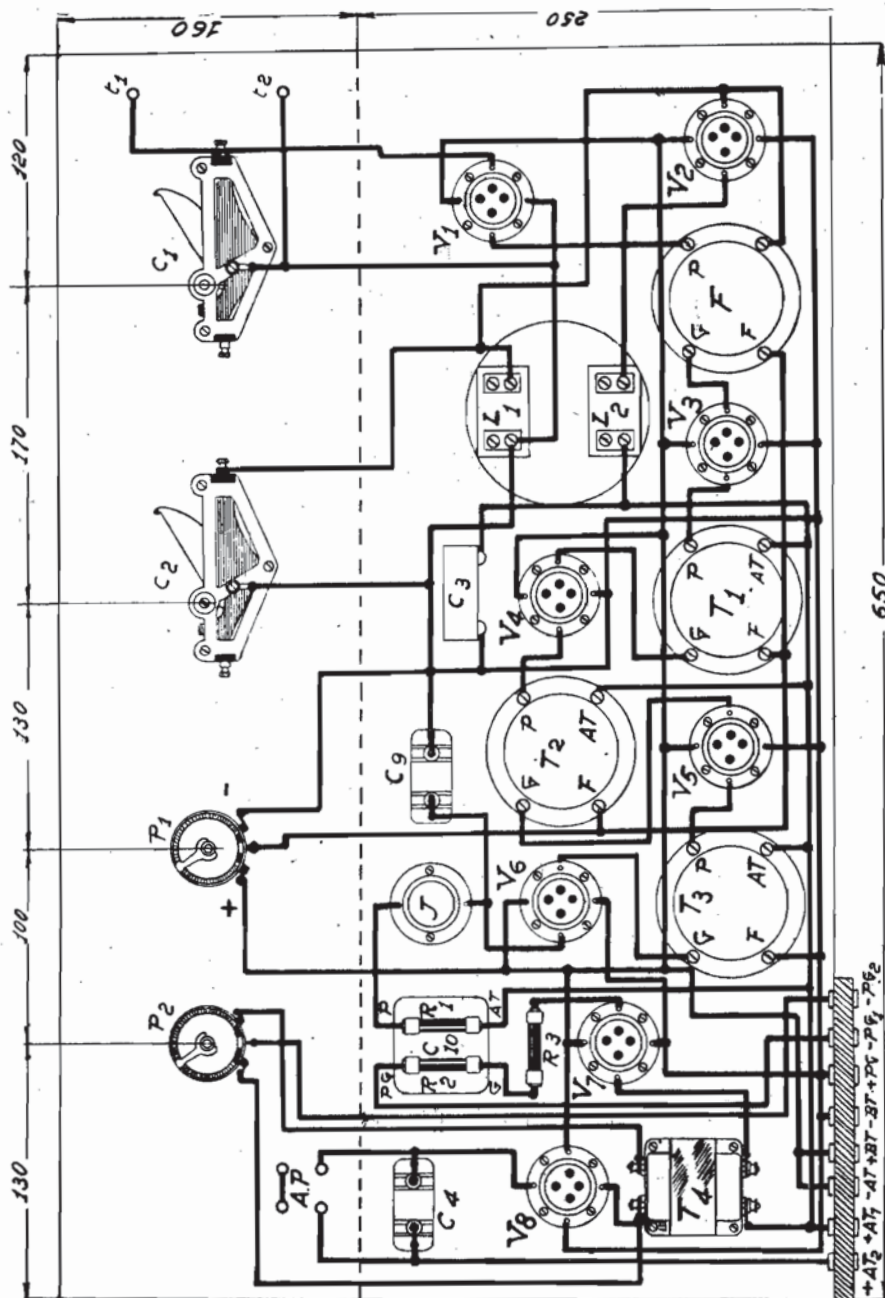 160
250
120
170
130
100
130
650
t1
t2
C1
C2
P1
-
+
P2
A.P
V1
V2
L1
L2
P
F
G
F
V3
C3
V4
P
T1
AT
G
F
C9
P
T2
AT
G
F
V5
J
V6
P
T3
AT
G
F
P
R1
AT
C10
PG
R2
G
R3
V7
C4
V8
T4
+AT2 +AT1 -AT +BT -BT +PG -PG1 -PG2